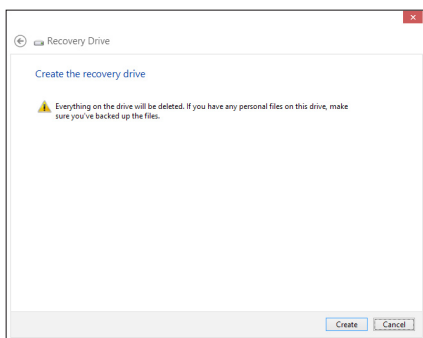 Recovery Drive
Create the recovery drive
Everything on the drive will be deleted. If you have any personal files on this drive, make
sure you've backed up the files.
Create Cancel